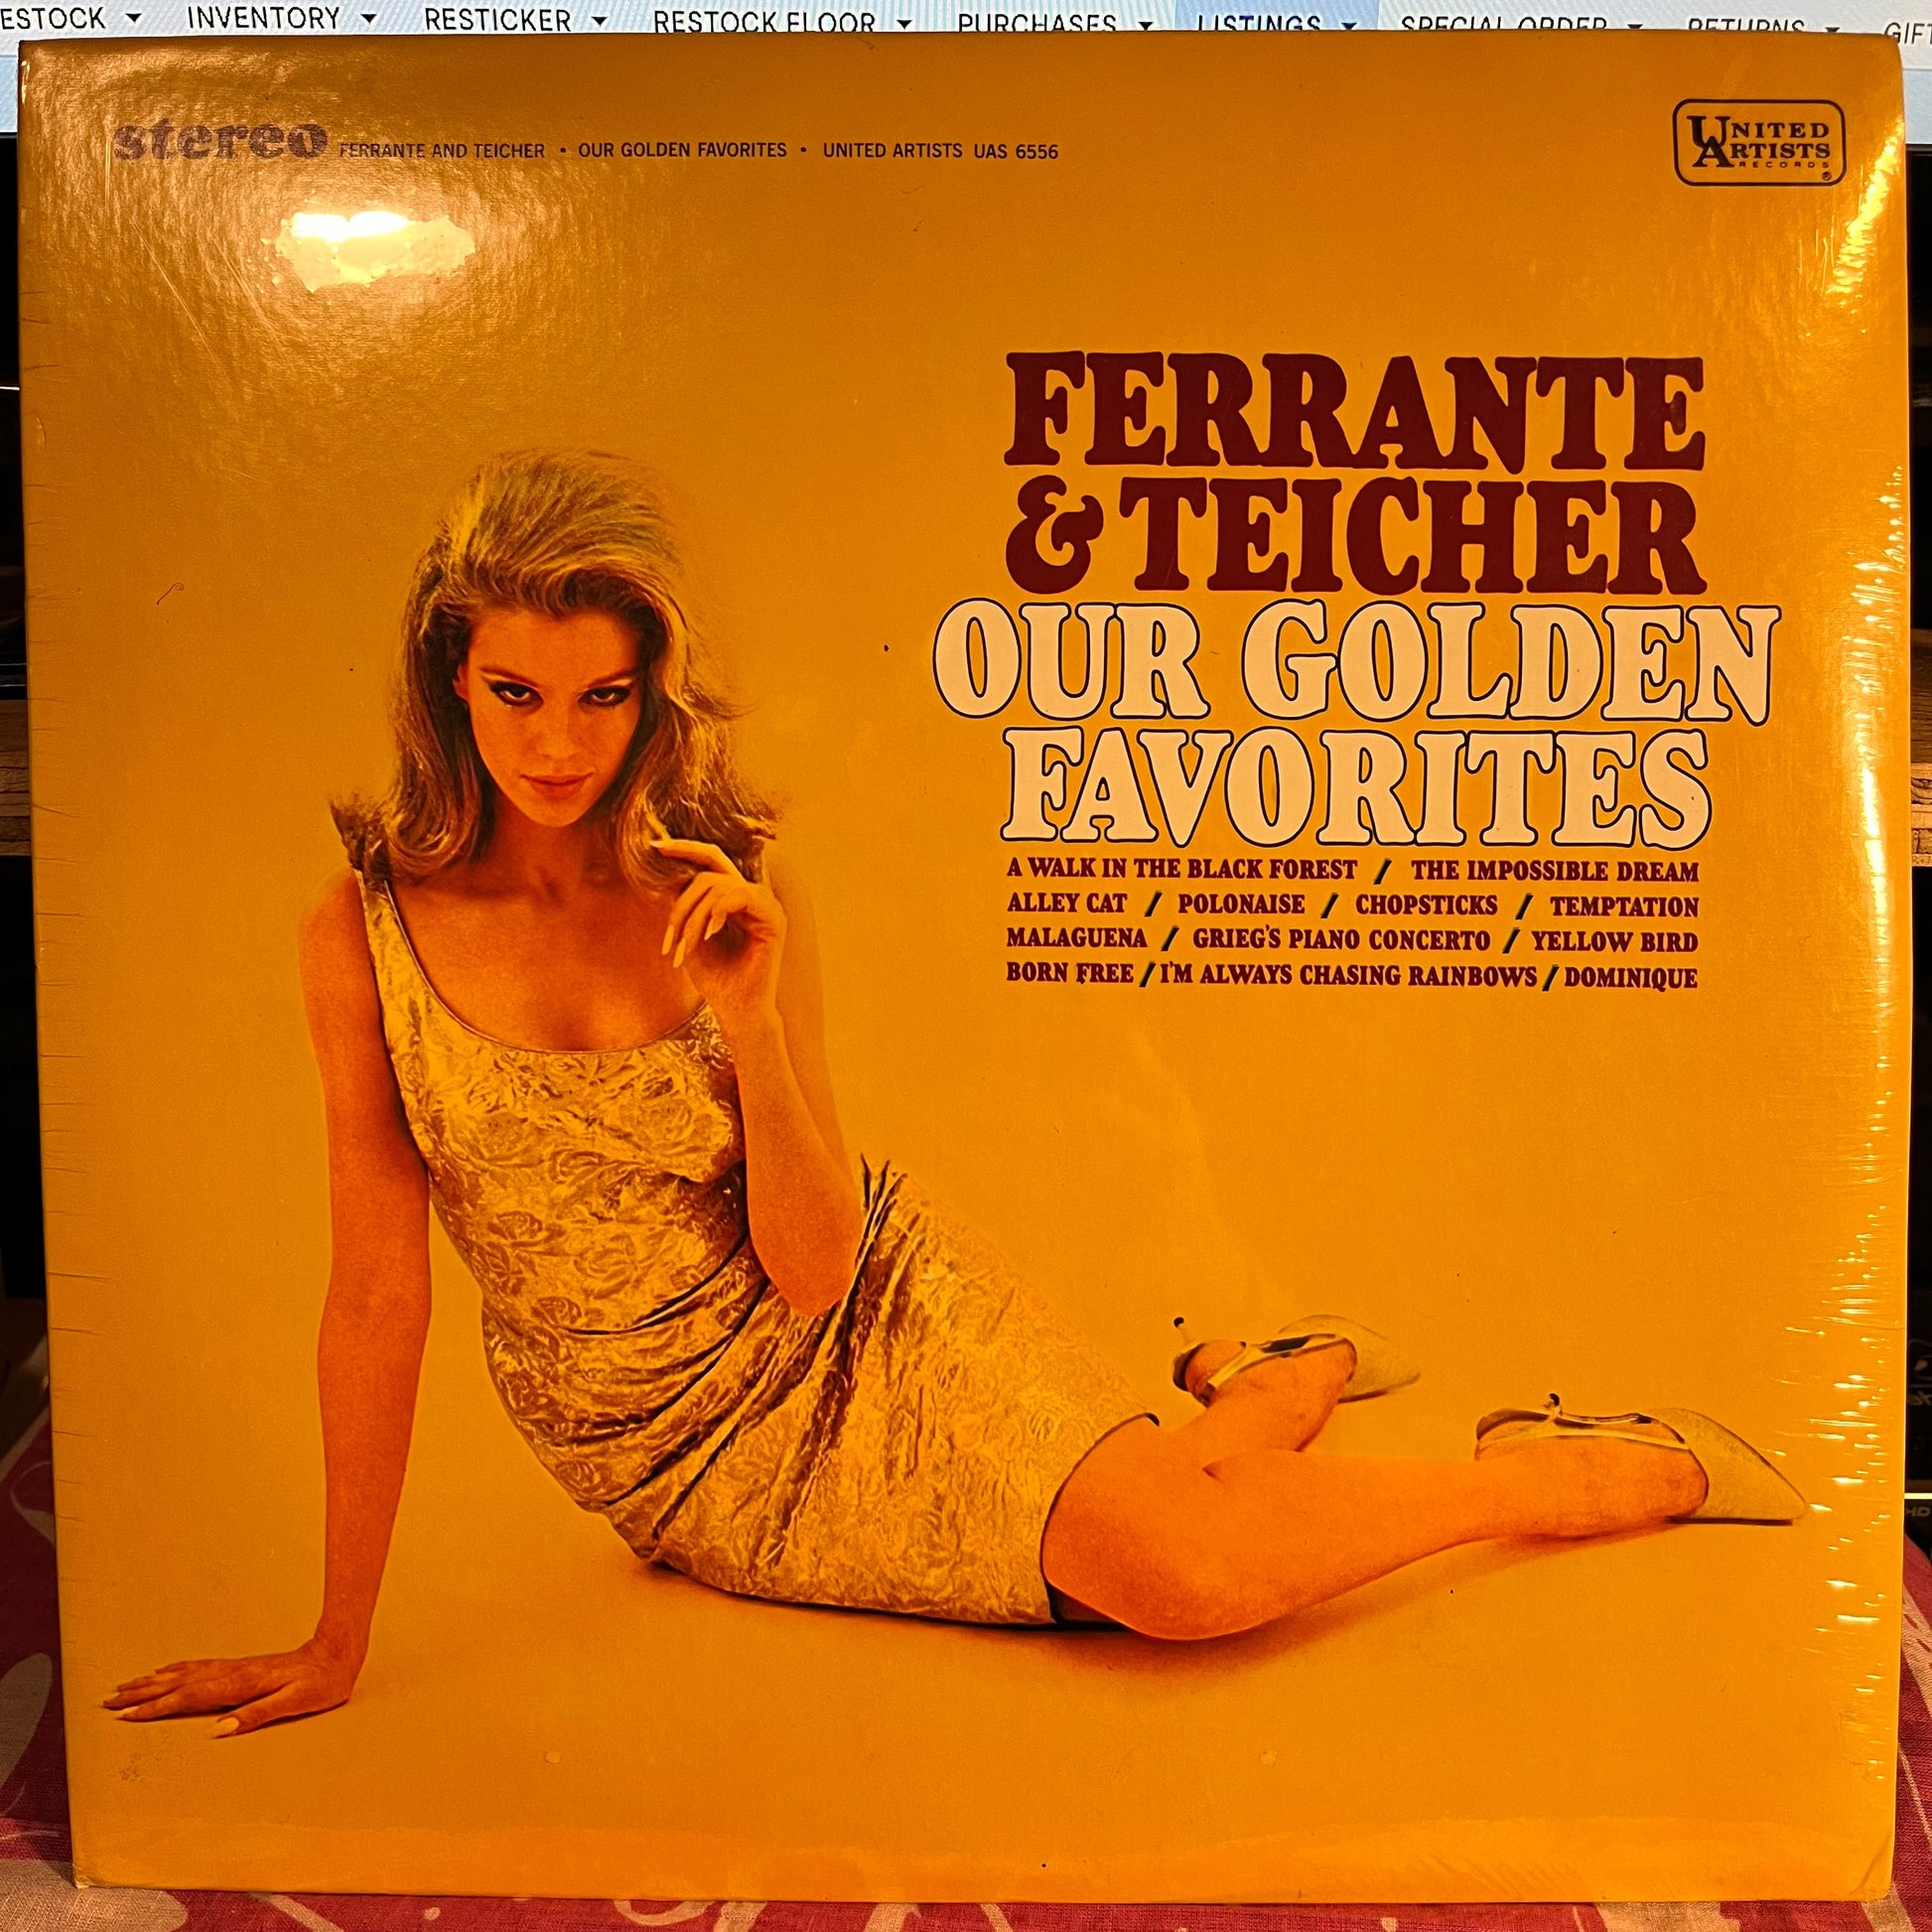 ESTOCK INVENTORY RESTICKER RESTOCK FLOOR PURCHASES LISTINGS SPECIAL ORDER RETURNS GIFT
stereo FERRANTE AND TEICHER • OUR GOLDEN FAVORITES • UNITED ARTISTS UAS 6556
UNITED
ARTISTS
RECORDS
®
FERRANTE
& TEICHER
OUR GOLDEN
FAVORITES
A WALK IN THE BLACK FOREST / THE IMPOSSIBLE DREAM
ALLEY CAT / POLONAISE / CHOPSTICKS / TEMPTATION
MALAGUENA / GRIEG'S PIANO CONCERTO / YELLOW BIRD
BORN FREE / I'M ALWAYS CHASING RAINBOWS / DOMINIQUE
HD